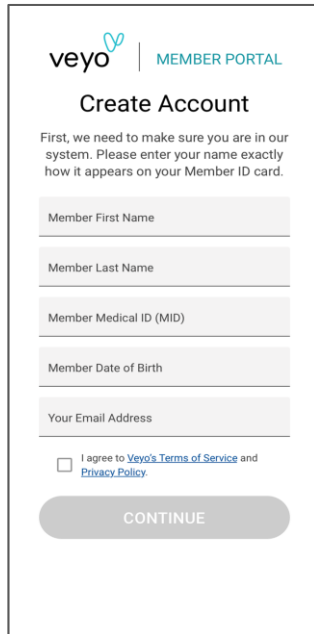 veyo | MEMBER PORTAL
Create Account
First, we need to make sure you are in our
system. Please enter your name exactly
how it appears on your Member ID card.
Member First Name
Member Last Name
Member Medical ID (MID)
Member Date of Birth
Your Email Address
I agree to Veyo's Terms of Service and
Privacy Policy.
CONTINUE